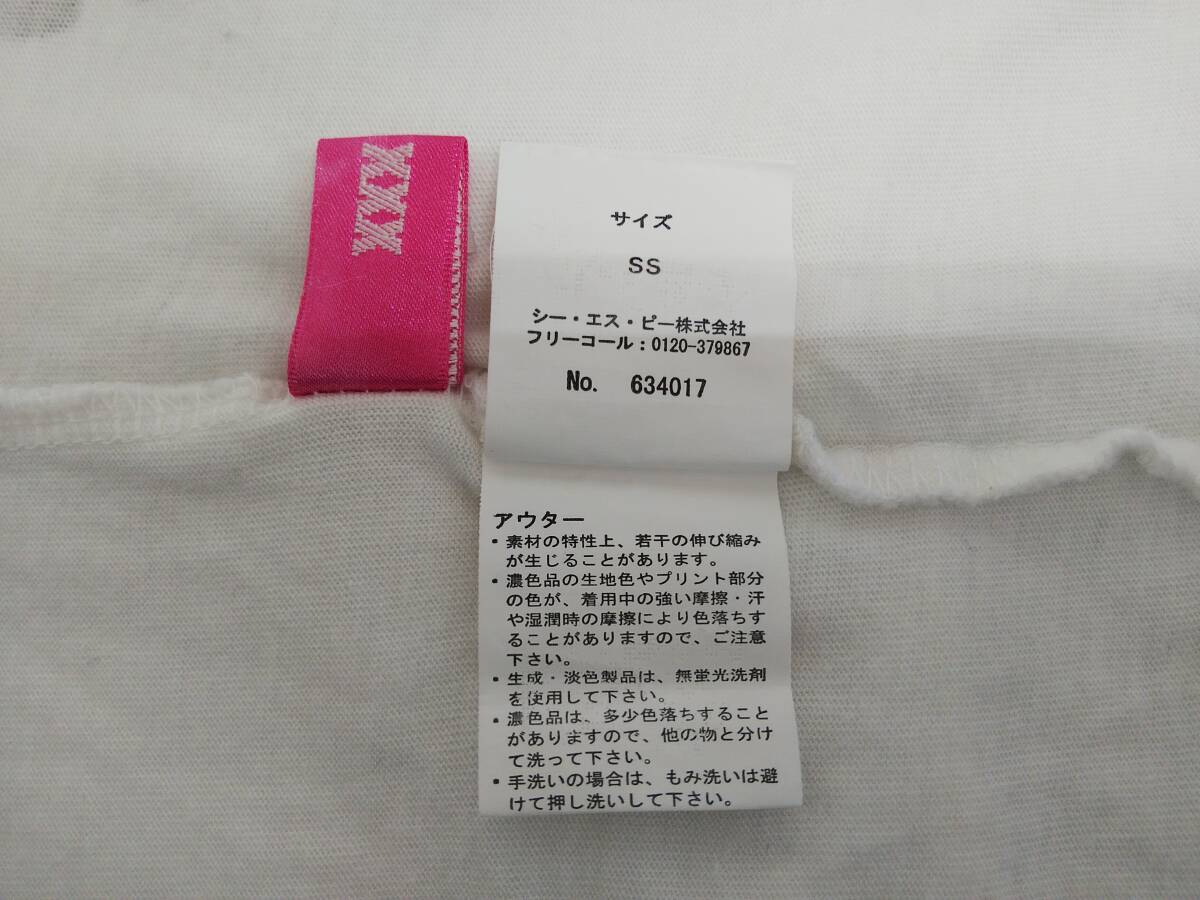 XXX
サイズ
SS
シー・エス・ピー株式会社
フリーコール:0120-379867
No. 634017
アウター
・素材の特性上、若干の伸び縮み
が生じることがあります。
・濃色品の生地色やプリント部分
の色が、着用中の強い摩擦・汗
や湿潤時の摩擦により色落ちす
ることがありますので、ご注意
下さい。
・生成・淡色製品は、無蛍光洗剤
を使用して下さい。
・濃色品は、多少色落ちすること
がありますので、他の物と分け
て洗って下さい。
・手洗いの場合は、もみ洗いは避
けて押し洗いして下さい。